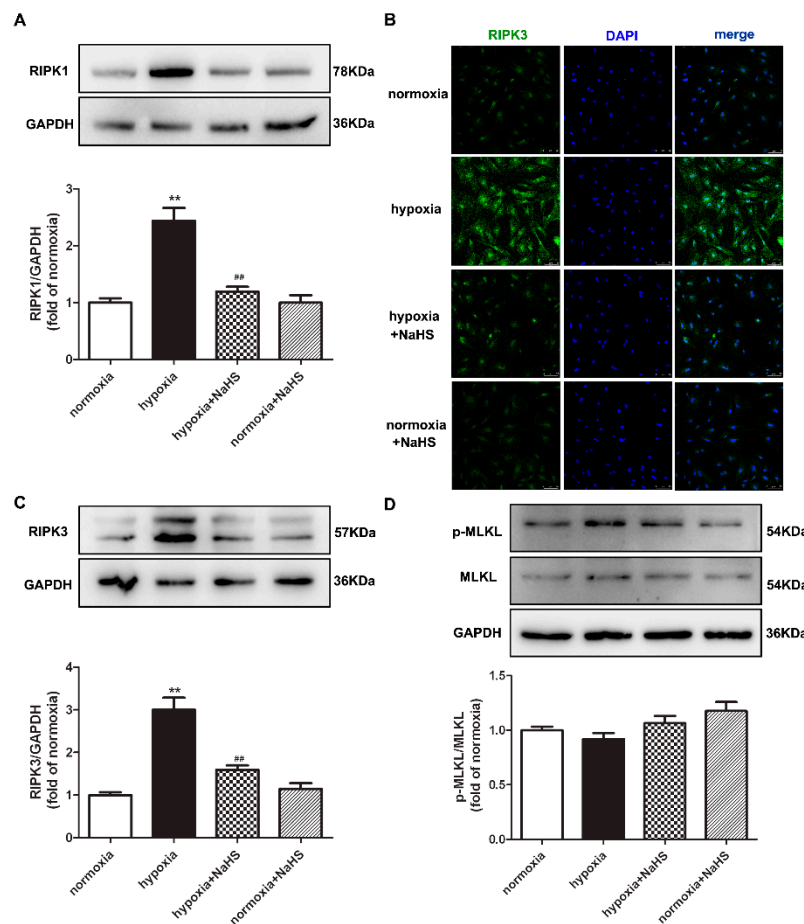 A
RIPK1
78KDa
GAPDH
36KDa
RIPK1/GAPDH
(fold of normoxia)
3
2
1
0
**
##
normoxia
hypoxia
hypoxia+NaHS
normoxia+NaHS
B
RIPK3
DAPI
merge
normoxia
hypoxia
hypoxia
+NaHS
normoxia
+NaHS
C
RIPK3
57KDa
GAPDH
36KDa
RIPK3/GAPDH
(fold of normoxia)
4
3
2
1
0
**
##
normoxia
hypoxia
hypoxia+NaHS
normoxia+NaHS
D
p-MLKL
54KDa
MLKL
54KDa
GAPDH
36KDa
p-MLKL/MLKL
(fold of normoxia)
1.5
1.0
0.5
0.0
normoxia
hypoxia
hypoxia+NaHS
normoxia+NaHS